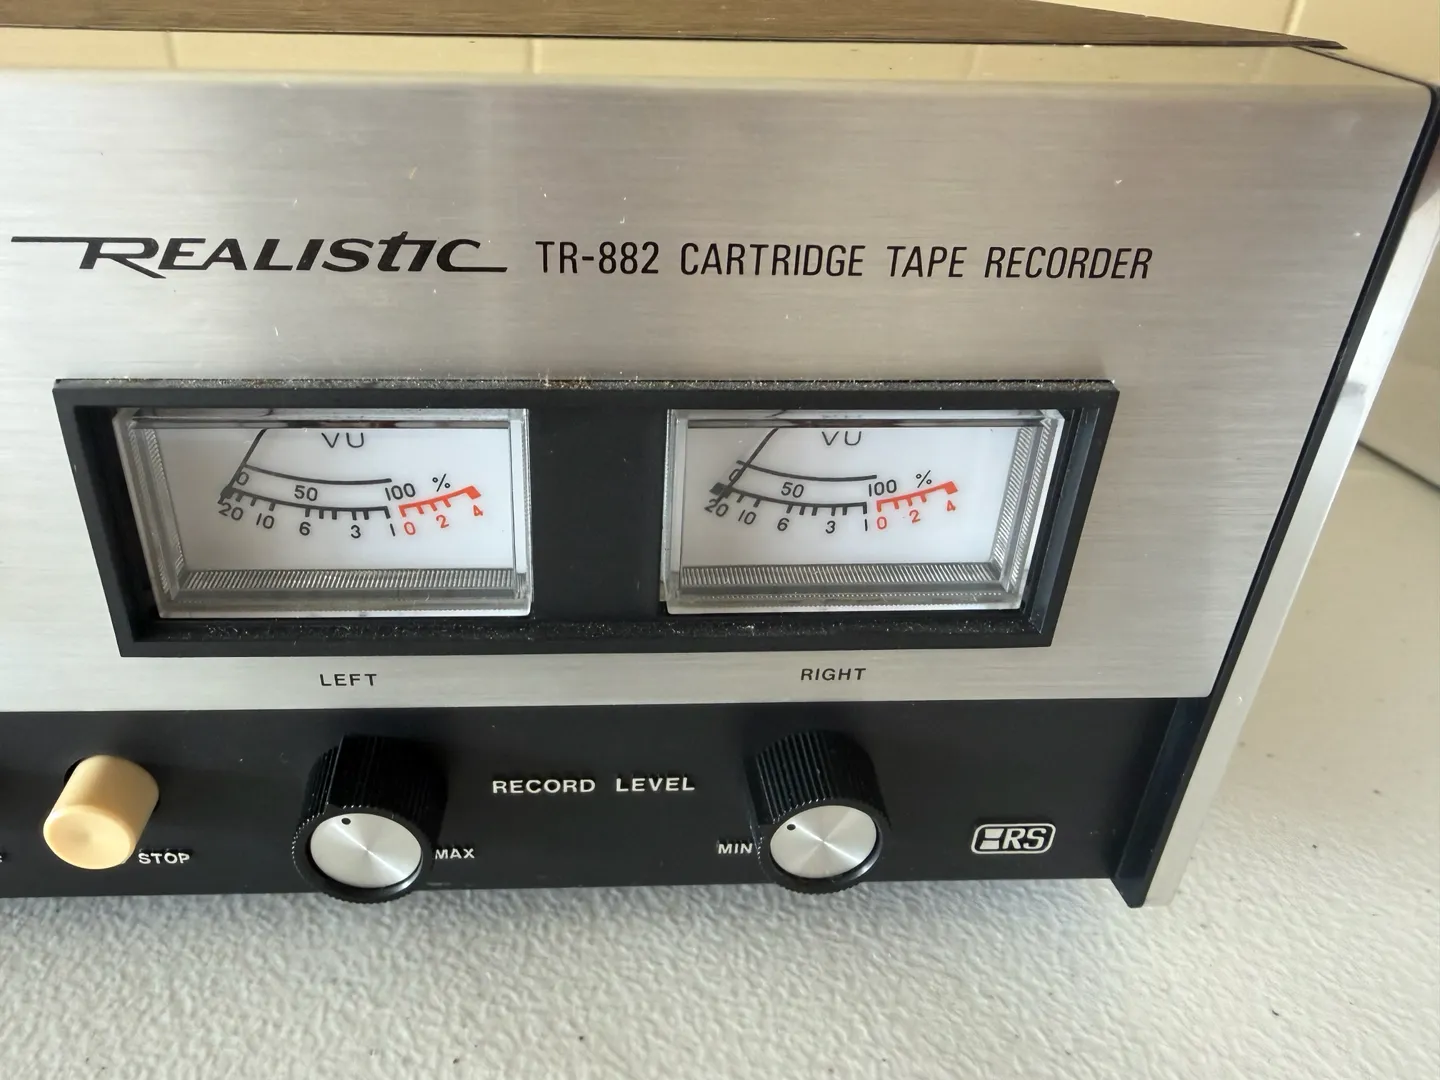 REALIStIC TR-882 CARTRIDGE TAPE RECORDER
VU
0 50 100 %
20 10 6 3 1 0 2 4
VU
0 50 100 %
20 10 6 3 1 0 2 4
LEFT
RIGHT
RECORD LEVEL
STOP
MAX
MIN
ERS